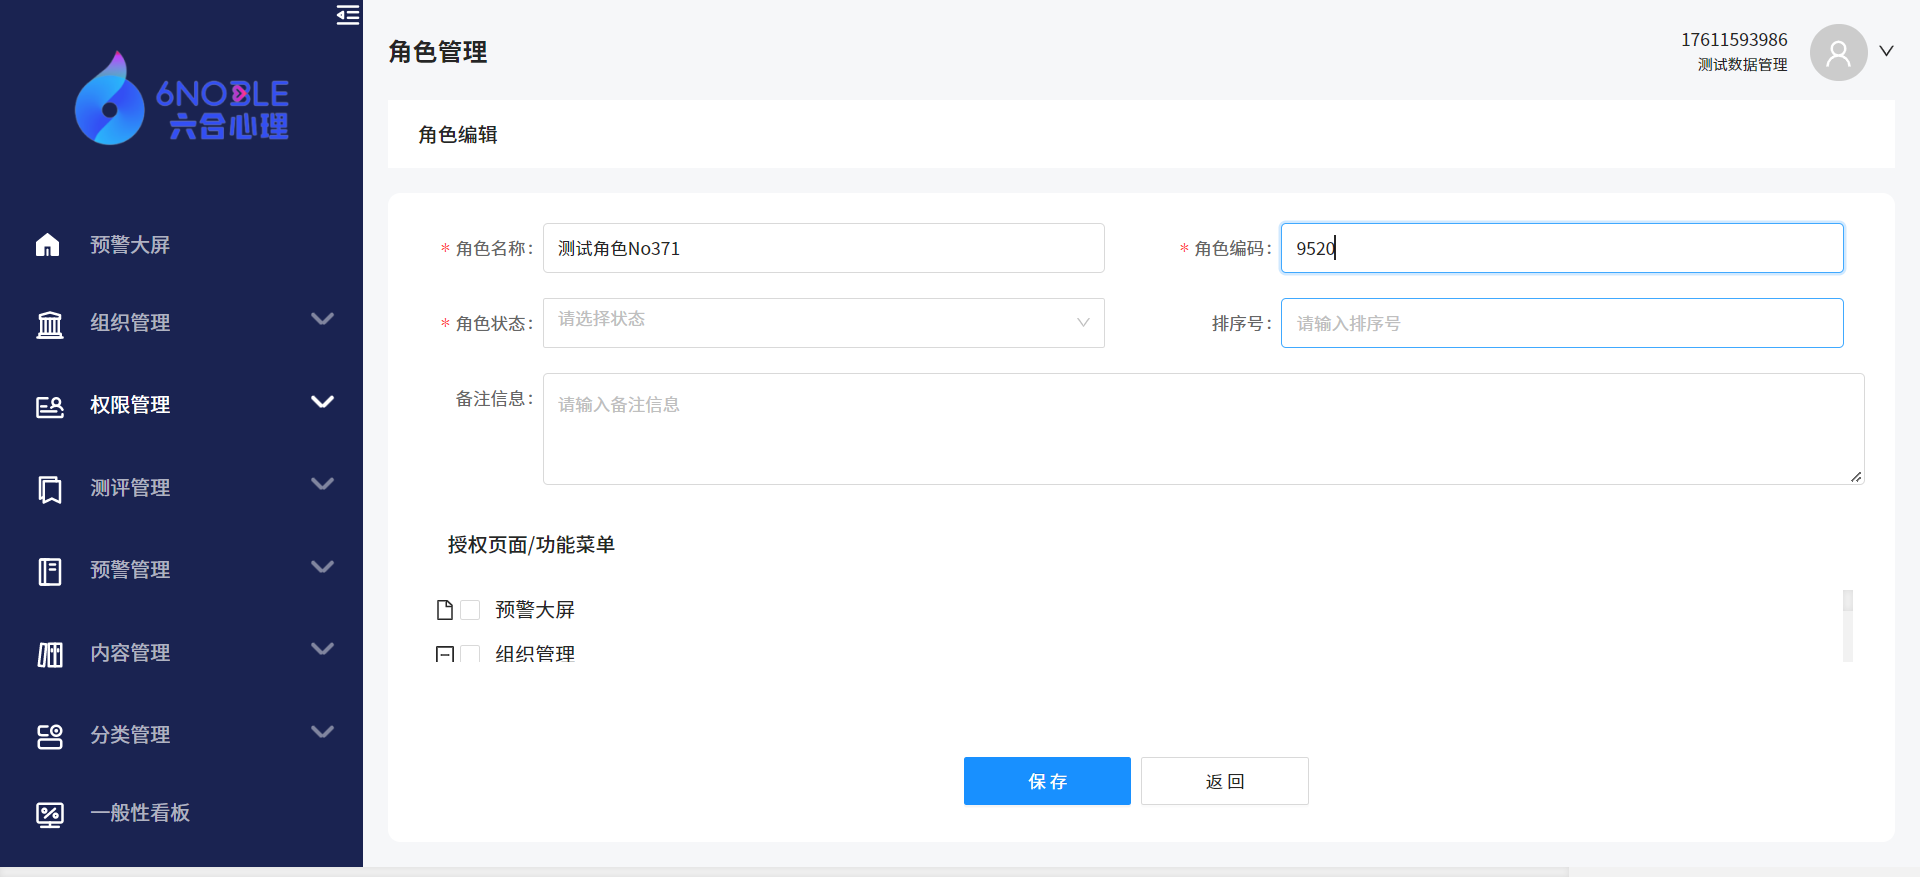 6NOBLE
六合心理
预警大屏
组织管理
权限管理
测评管理
预警管理
内容管理
分类管理
一般性看板
角色管理
17611593986
测试数据管理
角色编辑
* 角色名称: 测试角色No371
* 角色编码: 9520
* 角色状态: 请选择状态
排序号: 请输入排序号
备注信息: 请输入备注信息
授权页面/功能菜单
预警大屏
组织管理
保 存
返 回